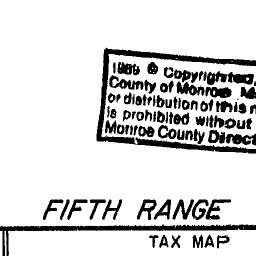 1989 © Copyrighted,
County of Monroe
or distribution of this
is prohibited without
Monroe County Direct
FIFTH RANGE
TAX MAP